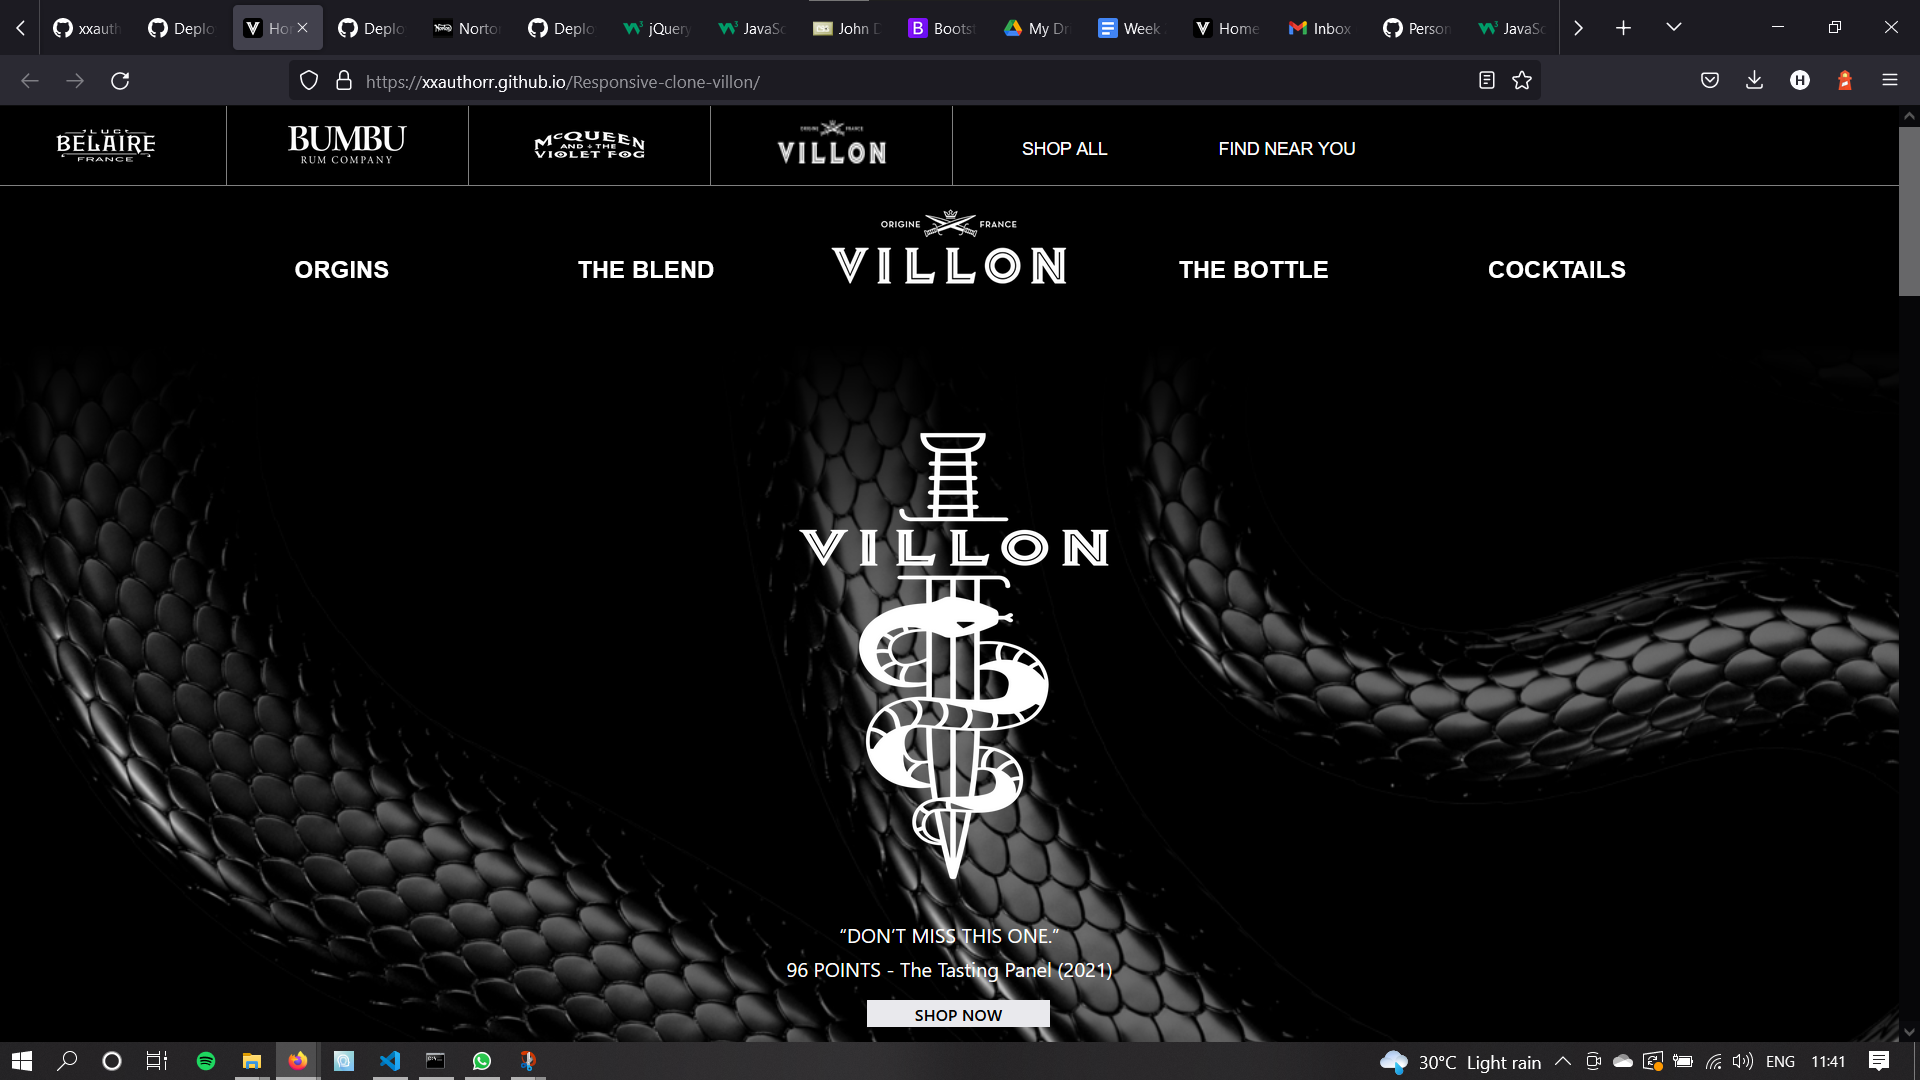 xxauth Deplo Ho Deplo Norto Deplo jQuery JavaSc John D Boots My Dr Week Home Inbox Person JavaSc
https://xxauthorr.github.io/Responsive-clone-villon/ H
LUC BELAIRE FRANCE
BUMBU
RUM COMPANY
McQUEEN
AND THE
VIOLET FOG
ORIGINE FRANCE
VILLON
SHOP ALL
FIND NEAR YOU
ORIGINE FRANCE
VILLON
ORGINS
THE BLEND
THE BOTTLE
COCKTAILS
VILLON
“DON’T MISS THIS ONE.“
96 POINTS - The Tasting Panel (2021)
SHOP NOW
30°C Light rain ENG 11:41